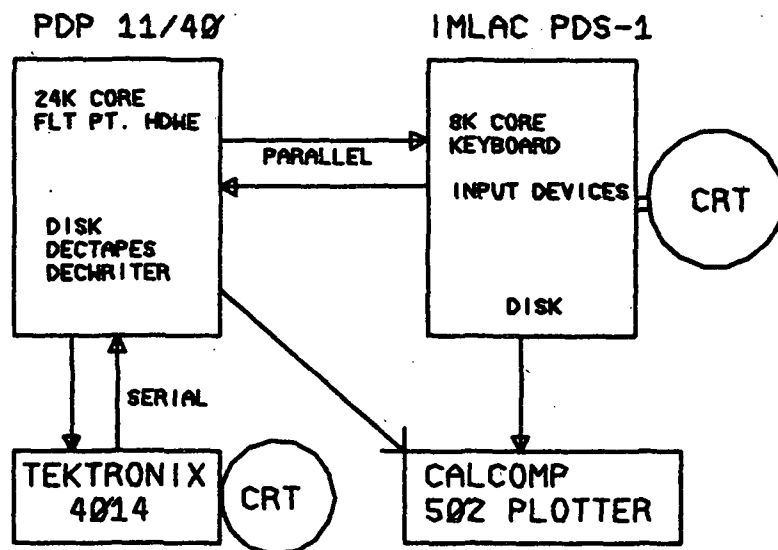 PDP 11/40
IMLAC PDS-1
24K CORE
FLT PT. HDWE
DISK
DECTAPES
DECWRITER
PARALLEL
8K CORE
KEYBOARD
INPUT DEVICES
DISK
CRT
SERIAL
TEKTRONIX
4014
CRT
CALCOMP
502 PLOTTER